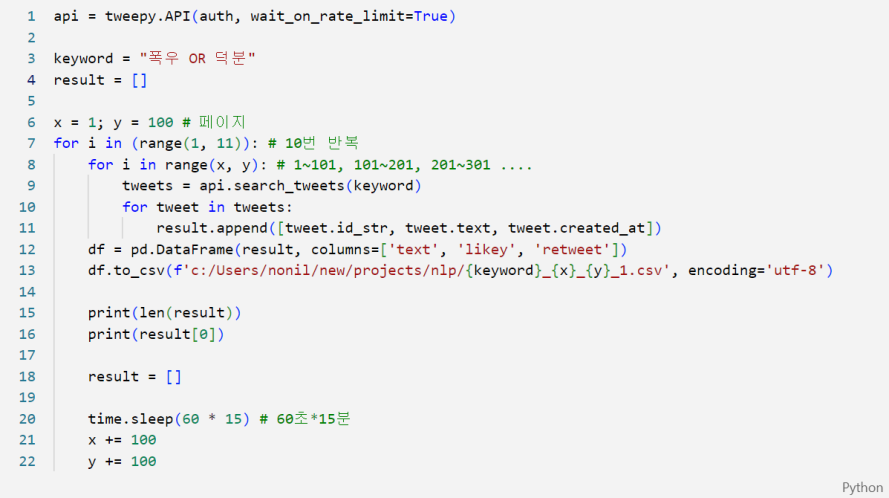 1 api = tweepy.API(auth, wait_on_rate_limit=True)
2
3 keyword = "폭우 OR 덕분"
4 result = []
5
6 x = 1; y = 100 # 페이지
7 for i in (range(1, 11)): # 10번 반복
8     for i in range(x, y): # 1~101, 101~201, 201~301 ....
9         tweets = api.search_tweets(keyword)
10         for tweet in tweets:
11             result.append([tweet.id_str, tweet.text, tweet.created_at])
12     df = pd.DataFrame(result, columns=['text', 'likey', 'retweet'])
13     df.to_csv(f'c:/Users/nonil/new/projects/nlp/{keyword}_{x}_{y}_1.csv', encoding='utf-8')
14
15     print(len(result))
16     print(result[0])
17
18     result = []
19
20     time.sleep(60 * 15) # 60초*15분
21     x += 100
22     y += 100
Python